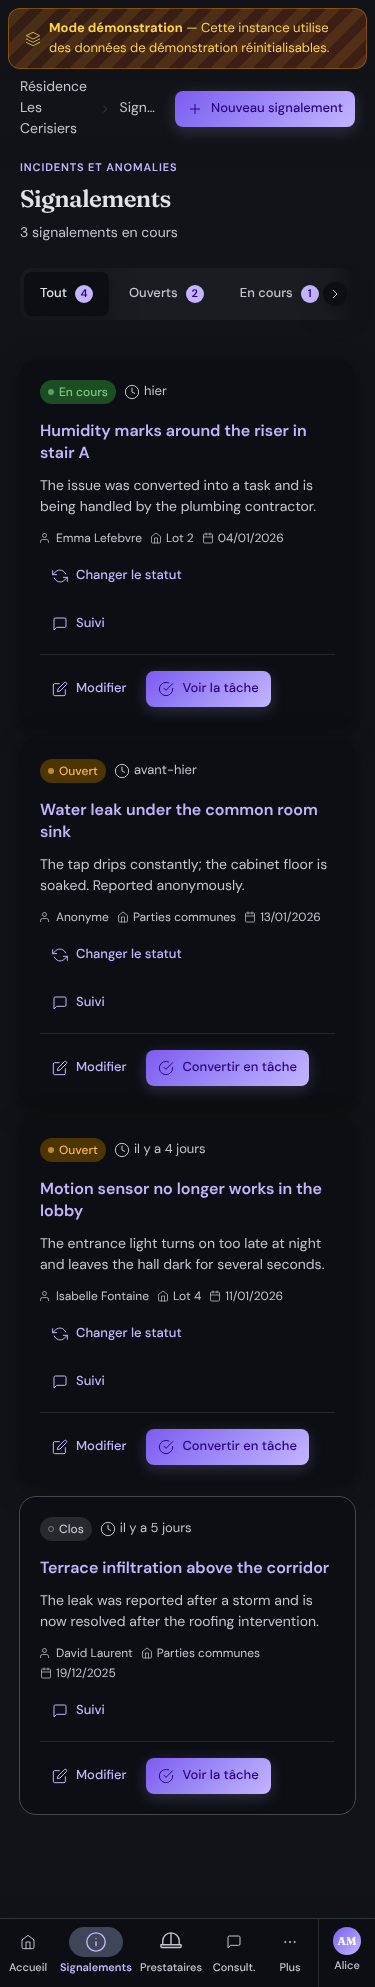 Mode démonstration — Cette instance utilise
des données de démonstration réinitialisables.
Résidence
Les
Cerisiers
Sign...
Nouveau signalement
INCIDENTS ET ANOMALIES
Signalements
3 signalements en cours
Tout 4
Ouverts 2
En cours 1
En cours hier
Humidity marks around the riser in
stair A
The issue was converted into a task and is
being handled by the plumbing contractor.
Emma Lefebvre Lot 2 04/01/2026
Changer le statut
Suivi
Modifier
Voir la tâche
Ouvert avant-hier
Water leak under the common room
sink
The tap drips constantly; the cabinet floor is
soaked. Reported anonymously.
Anonyme Parties communes 13/01/2026
Changer le statut
Suivi
Modifier
Convertir en tâche
Ouvert il y a 4 jours
Motion sensor no longer works in the
lobby
The entrance light turns on too late at night
and leaves the hall dark for several seconds.
Isabelle Fontaine Lot 4 11/01/2026
Changer le statut
Suivi
Modifier
Convertir en tâche
Clos il y a 5 jours
Terrace infiltration above the corridor
The leak was reported after a storm and is
now resolved after the roofing intervention.
David Laurent Parties communes
19/12/2025
Suivi
Modifier
Voir la tâche
Accueil
Signalements
Prestataires
Consult.
Plus
AM
Alice